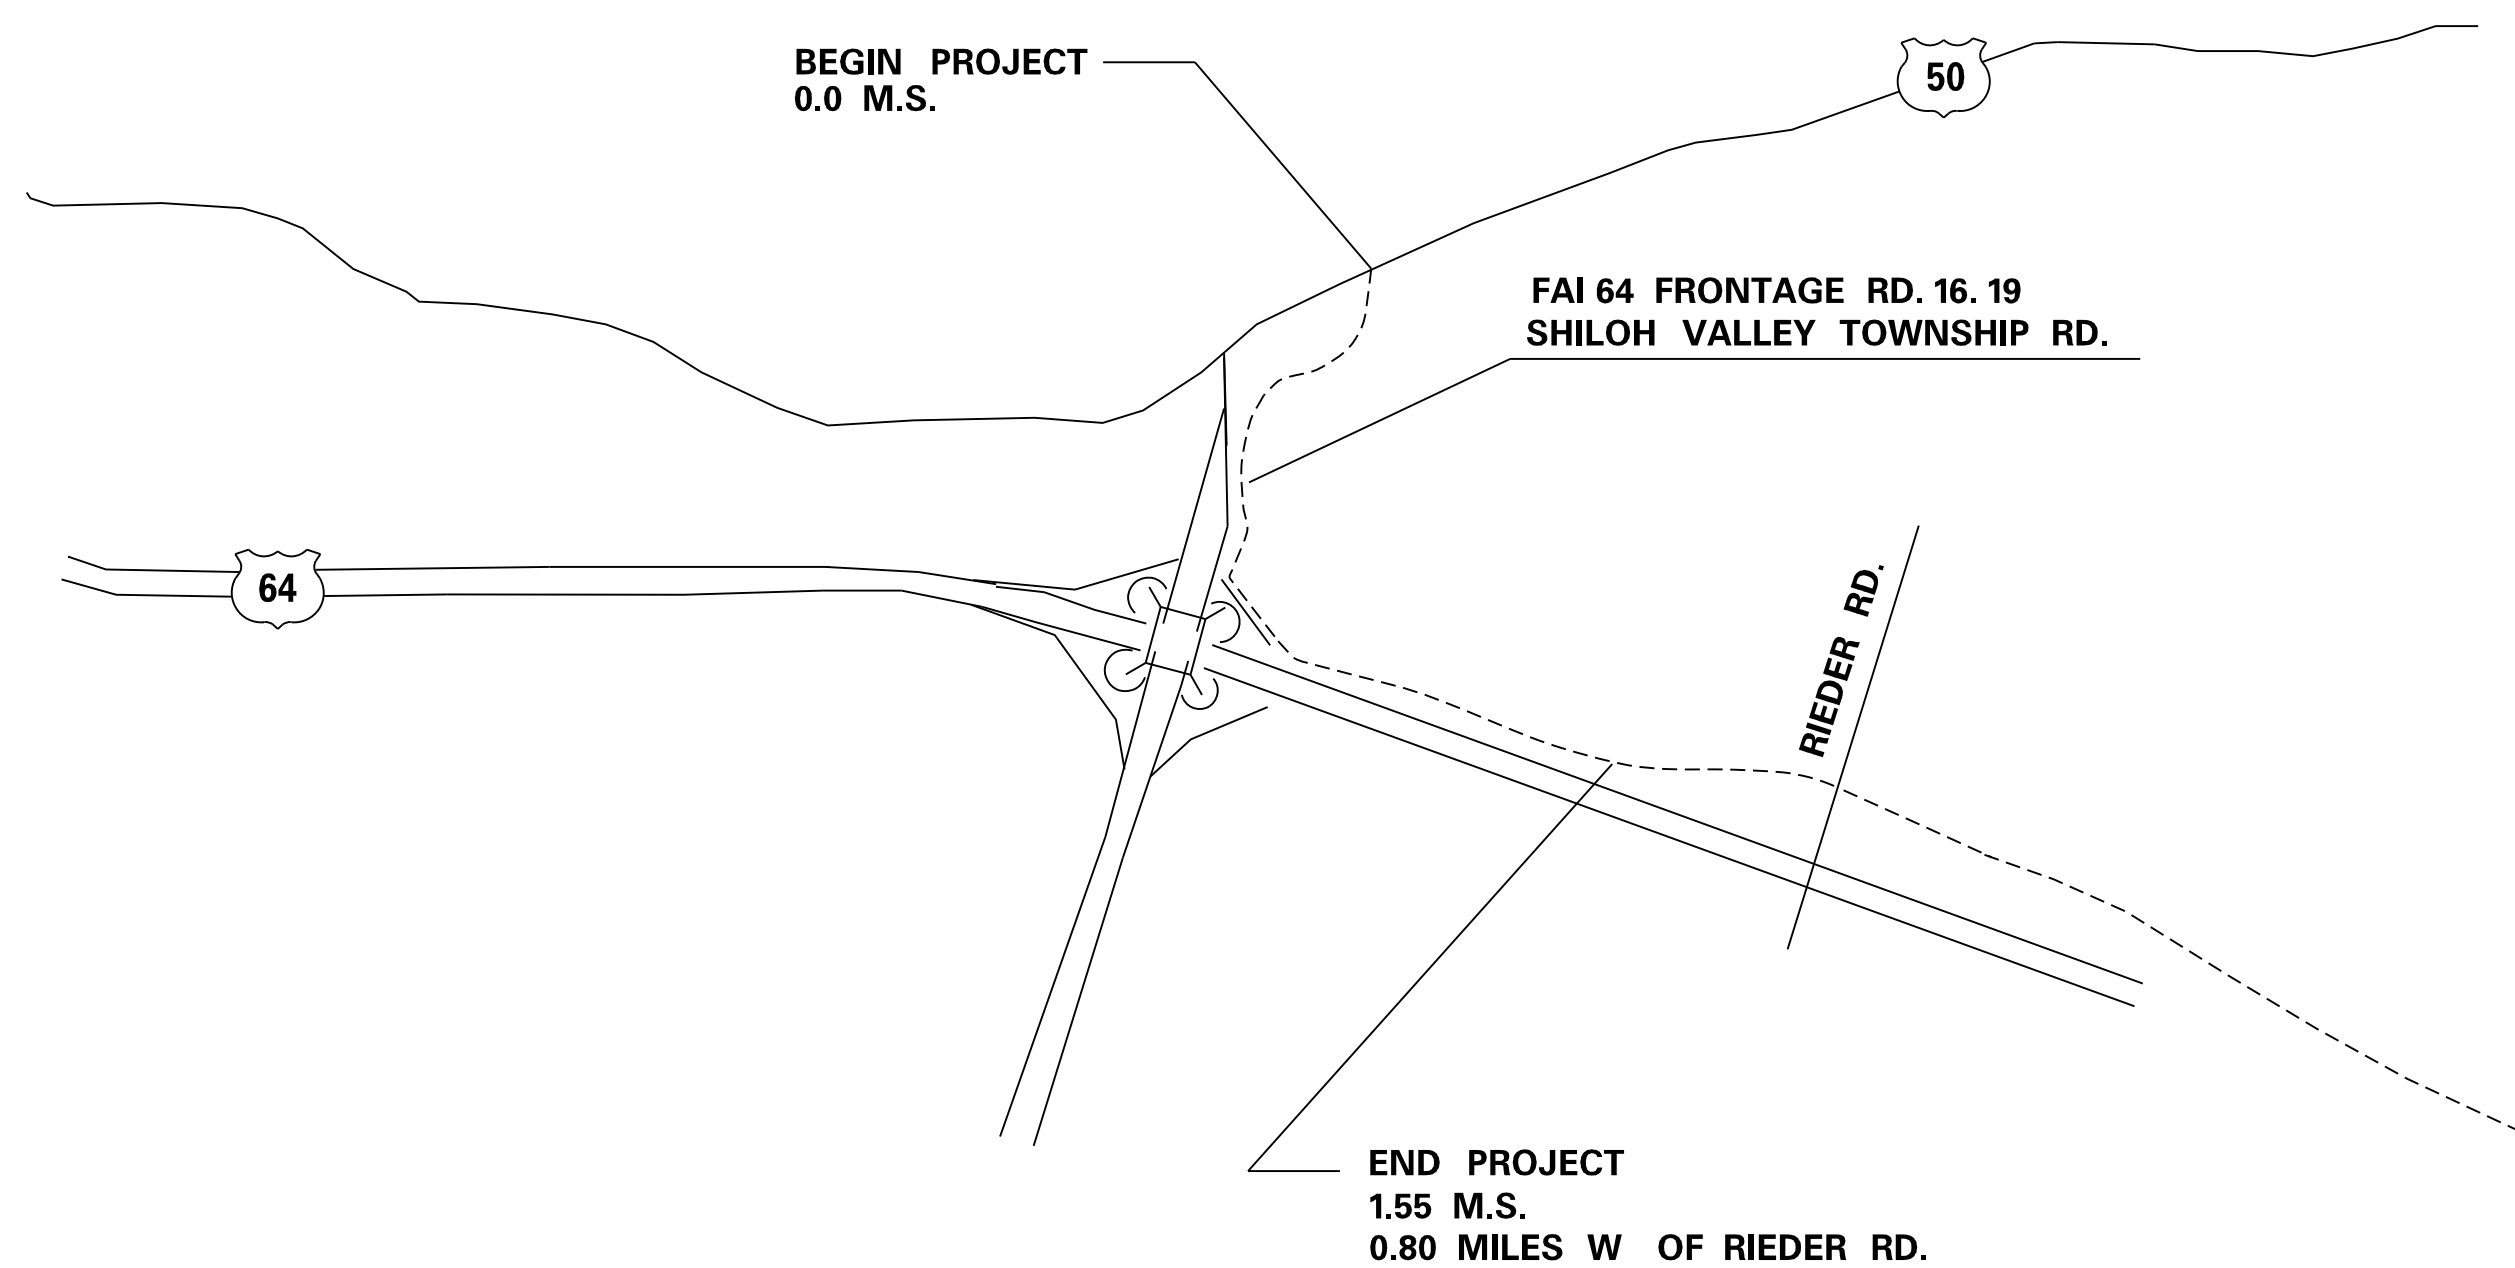 BEGIN PROJECT
0.0 M.S.
50
FAI 64 FRONTAGE RD. 16. 19
SHILOH VALLEY TOWNSHIP RD.
64
RIEDER RD.
END PROJECT
1.55 M.S.
0.80 MILES W OF RIEDER RD.